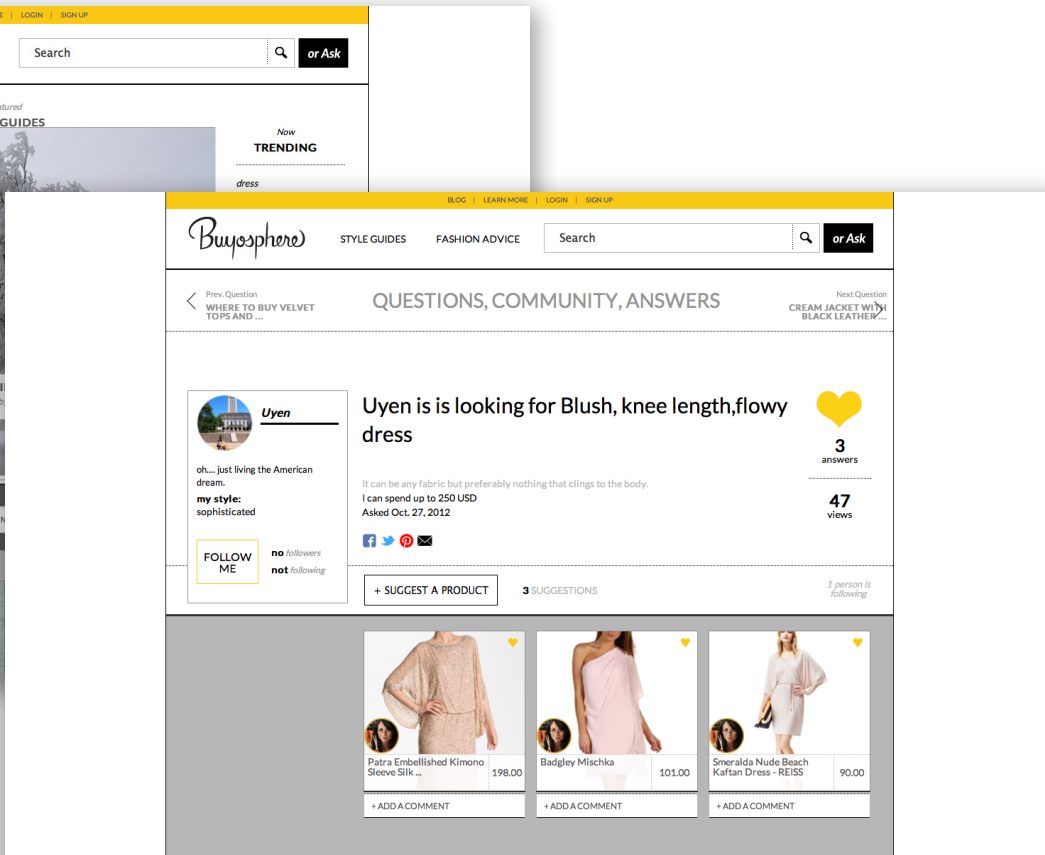 E | LOGIN | SIGN UP
Search
or Ask
atured
GUIDES
Now
TRENDING
dress
BLOG | LEARN MORE | LOGIN | SIGN UP
Buyosphere
STYLE GUIDES
FASHION ADVICE
Search
or Ask
Prev. Question
WHERE TO BUY VELVET
TOPS AND ...
QUESTIONS, COMMUNITY, ANSWERS
Next Question
CREAM JACKET WITH
BLACK LEATHER ...
Uyen
oh.... just living the American
dream.
my style:
sophisticated
FOLLOW
ME
no followers
not following
Uyen is is looking for Blush, knee length,flowy
dress
It can be any fabric but preferably nothing that clings to the body.
I can spend up to 250 USD
Asked Oct. 27, 2012
3
answers
47
views
+ SUGGEST A PRODUCT
3 SUGGESTIONS
1 person is
following
Patra Embellished Kimono
Sleeve Silk ...
198.00
+ ADD A COMMENT
Badgley Mischka
101.00
+ ADD A COMMENT
Smeralda Nude Beach
Kaftan Dress - REISS
90.00
+ ADD A COMMENT